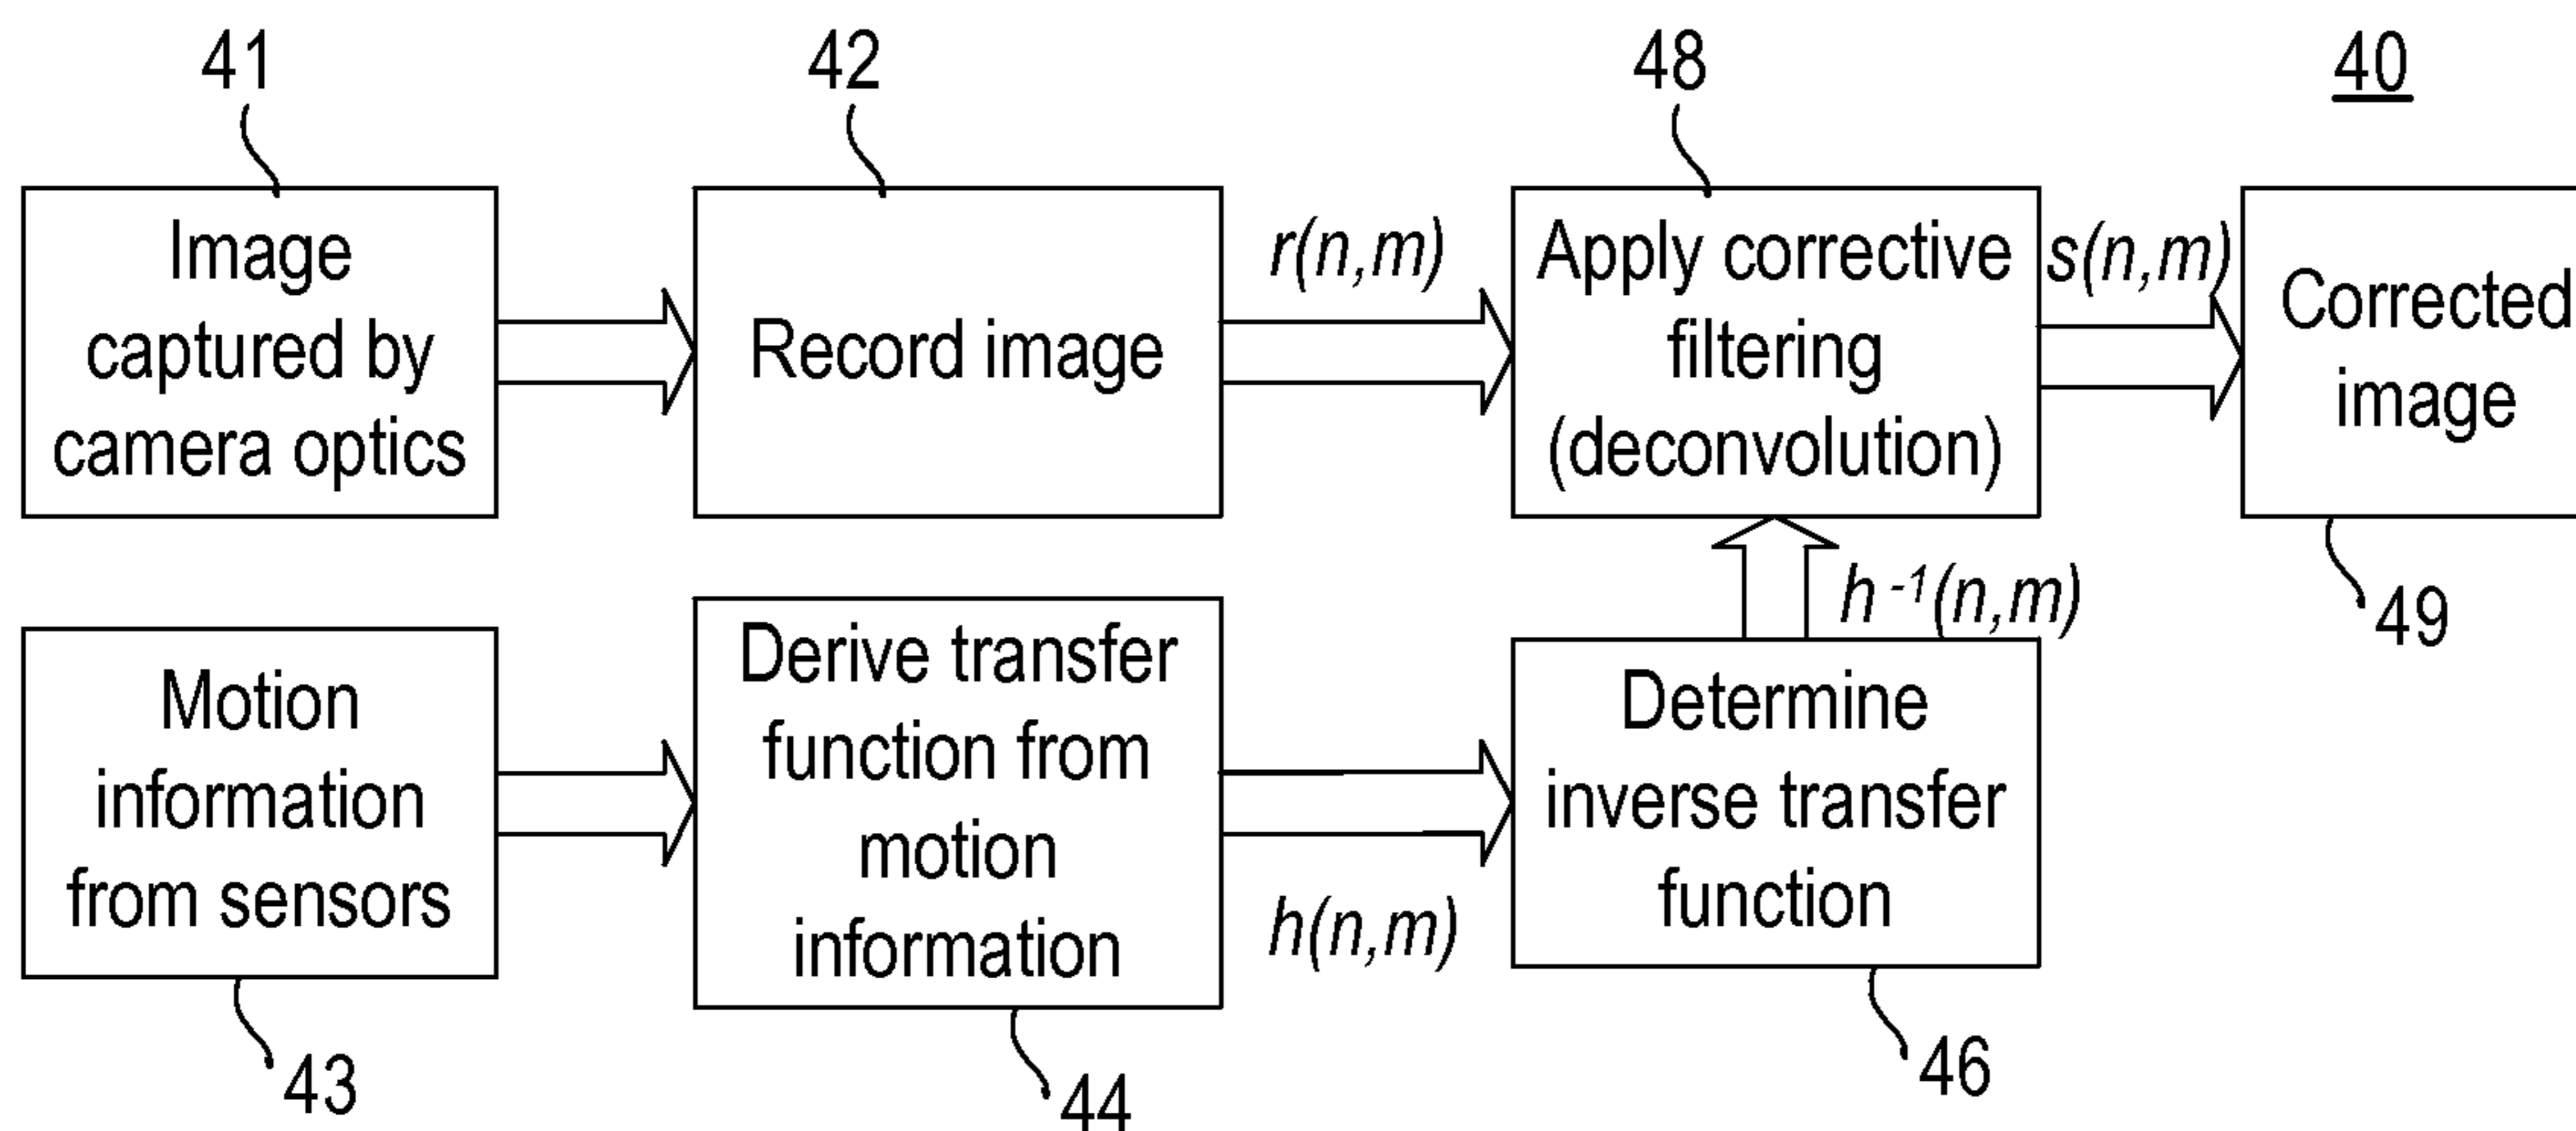 41
42
48
40
Image
captured by
camera optics
Record image
r(n,m)
Apply corrective
filtering
(deconvolution)
s(n,m)
Corrected
image
49
Motion
information
from sensors
43
Derive transfer
function from
motion
information
44
h(n,m)
Determine
inverse transfer
function
46
h -1(n,m)